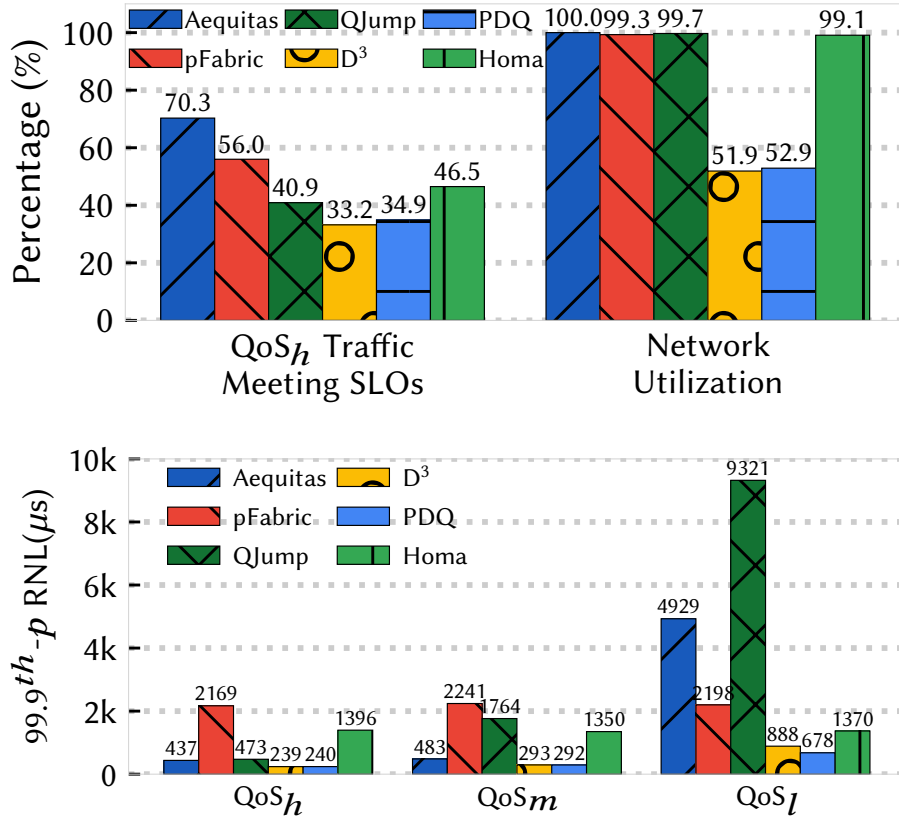 Aequitas QJump PDQ
pFabric D³ Homa
Percentage (%)
100
80
60
40
20
0
70.3
56.0
40.9
33.2
34.9
46.5
100.0
99.3
99.7
51.9
52.9
99.1
QoSh Traffic
Meeting SLOs
Network
Utilization
99.9th-p RNL(μs)
10k
8k
6k
4k
2k
0
Aequitas D³
pFabric PDQ
QJump Homa
437
2169
473
239
240
1396
483
2241
1764
293
292
1350
4929
2198
9321
888
678
1370
QoSh
QoSm
QoSl